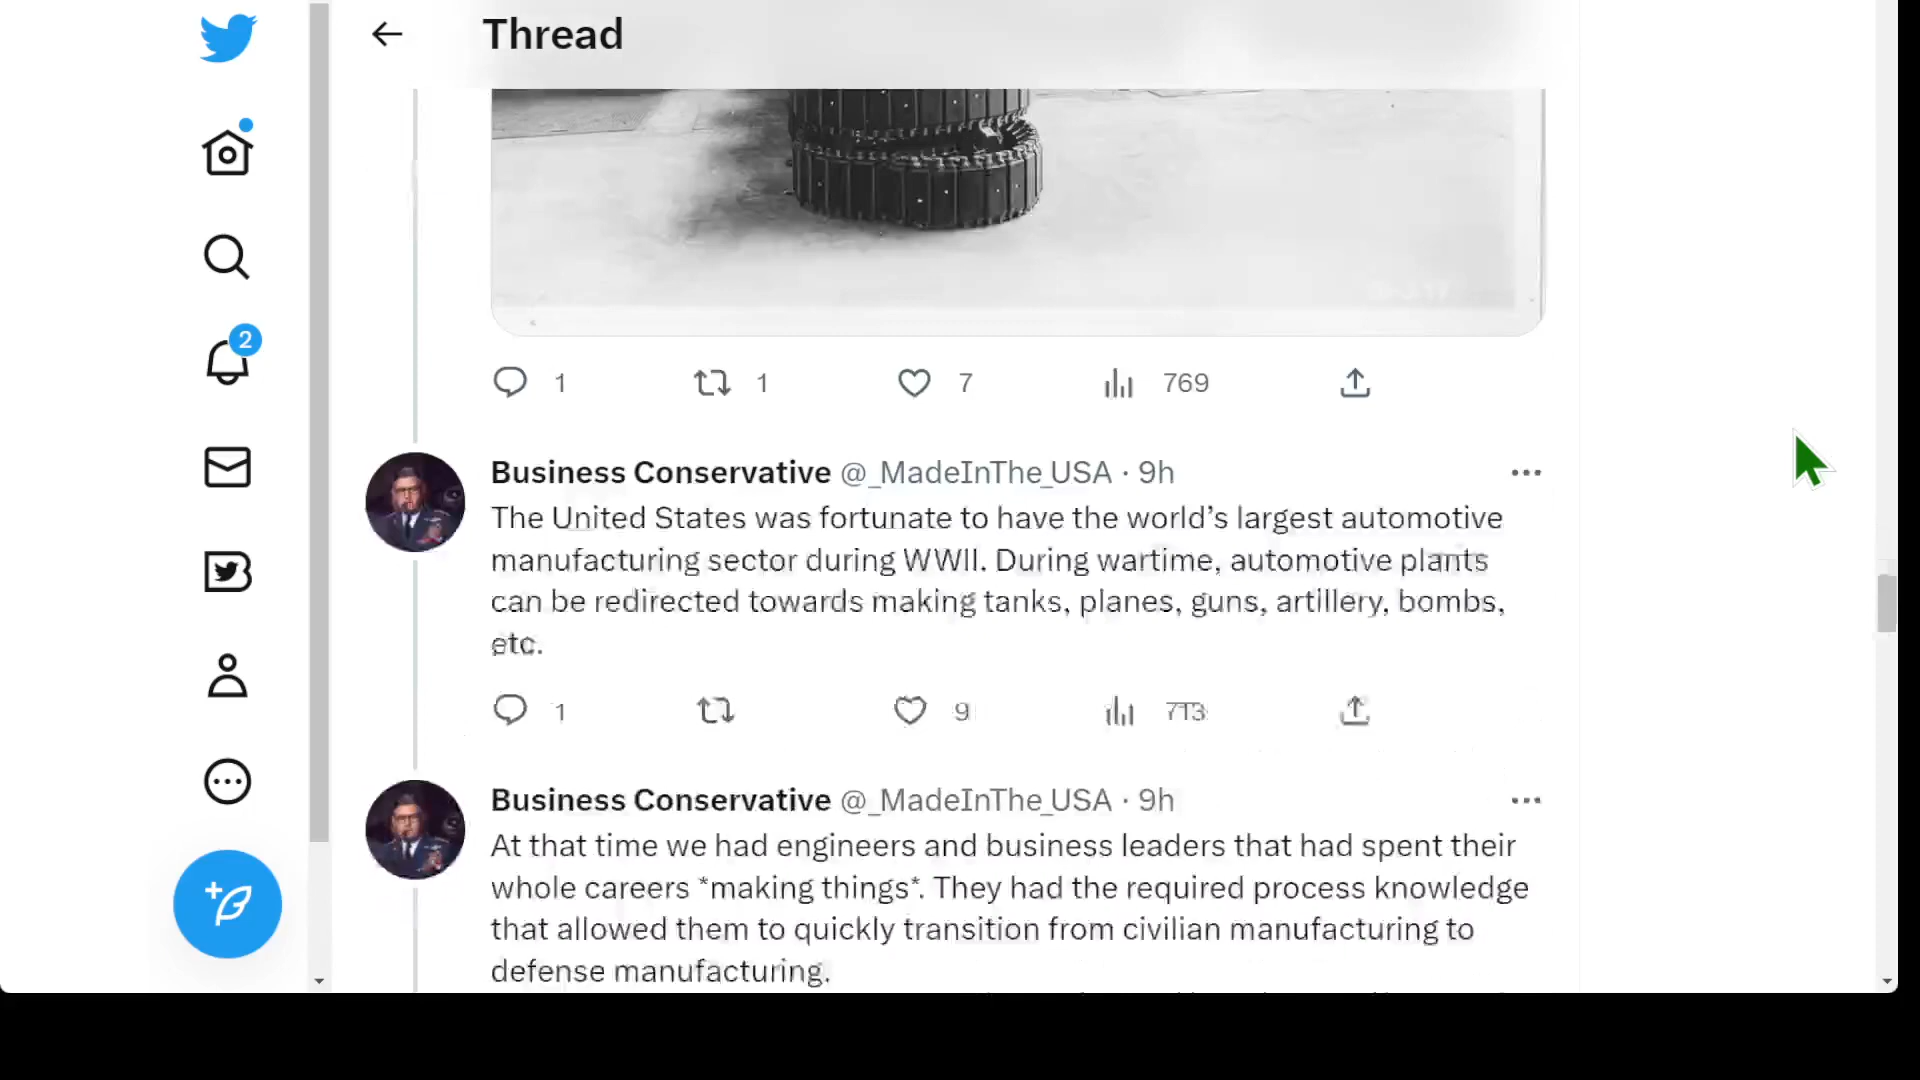 Thread
1 1 7 769
2
Business Conservative @_MadeInThe_USA · 9h
The United States was fortunate to have the world’s largest automotive
manufacturing sector during WWII. During wartime, automotive plants
can be redirected towards making tanks, planes, guns, artillery, bombs,
etc.
1 9 713
Business Conservative @_MadeInThe_USA · 9h
At that time we had engineers and business leaders that had spent their
whole careers *making things*. They had the required process knowledge
that allowed them to quickly transition from civilian manufacturing to
defense manufacturing.